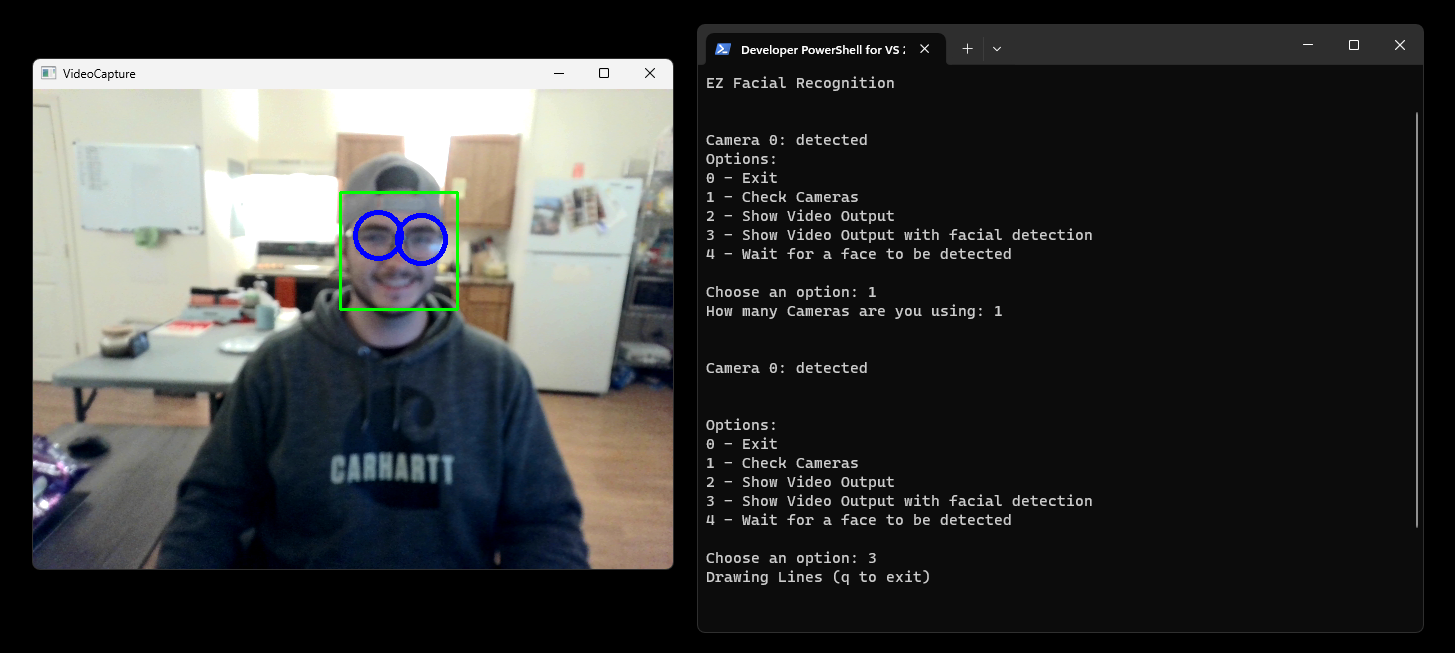 VideoCapture
CARHARTT
Developer PowerShell for VS 2
EZ Facial Recognition
Camera 0: detected
Options:
0 - Exit
1 - Check Cameras
2 - Show Video Output
3 - Show Video Output with facial detection
4 - Wait for a face to be detected
Choose an option: 1
How many Cameras are you using: 1
Camera 0: detected
Options:
0 - Exit
1 - Check Cameras
2 - Show Video Output
3 - Show Video Output with facial detection
4 - Wait for a face to be detected
Choose an option: 3
Drawing Lines (q to exit)